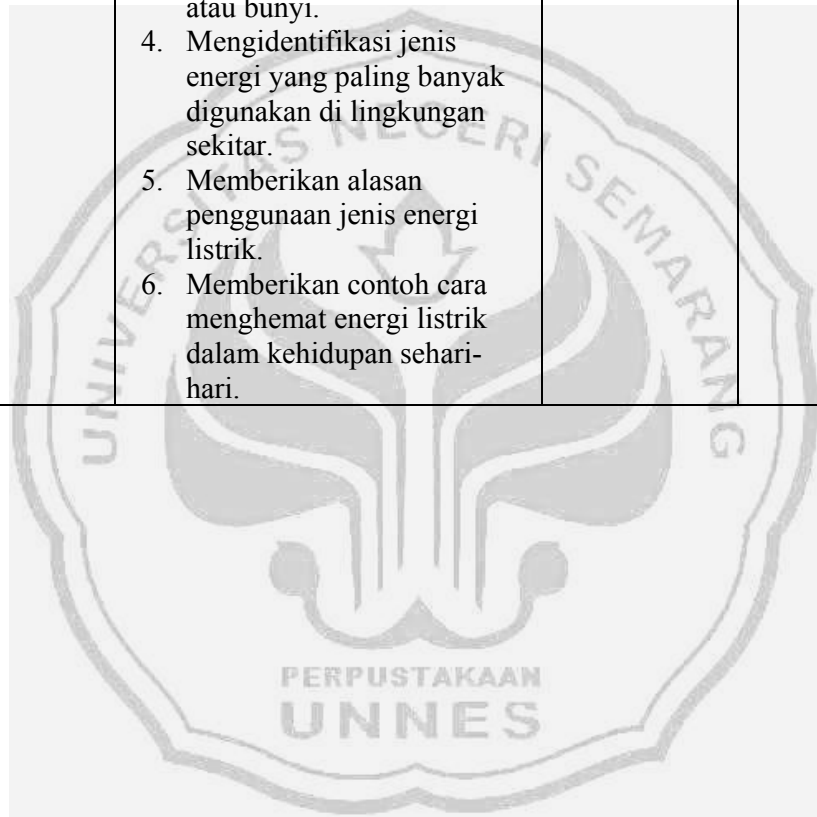 atau bunyi.
4. Mengidentifikasi jenis
energi yang paling banyak
digunakan di lingkungan
sekitar.
5. Memberikan alasan
penggunaan jenis energi
listrik.
6. Memberikan contoh cara
menghemat energi listrik
dalam kehidupan sehari-
hari.
UNIVERSITAS NEGERI SEMARANG
PERPUSTAKAAN
UNNES